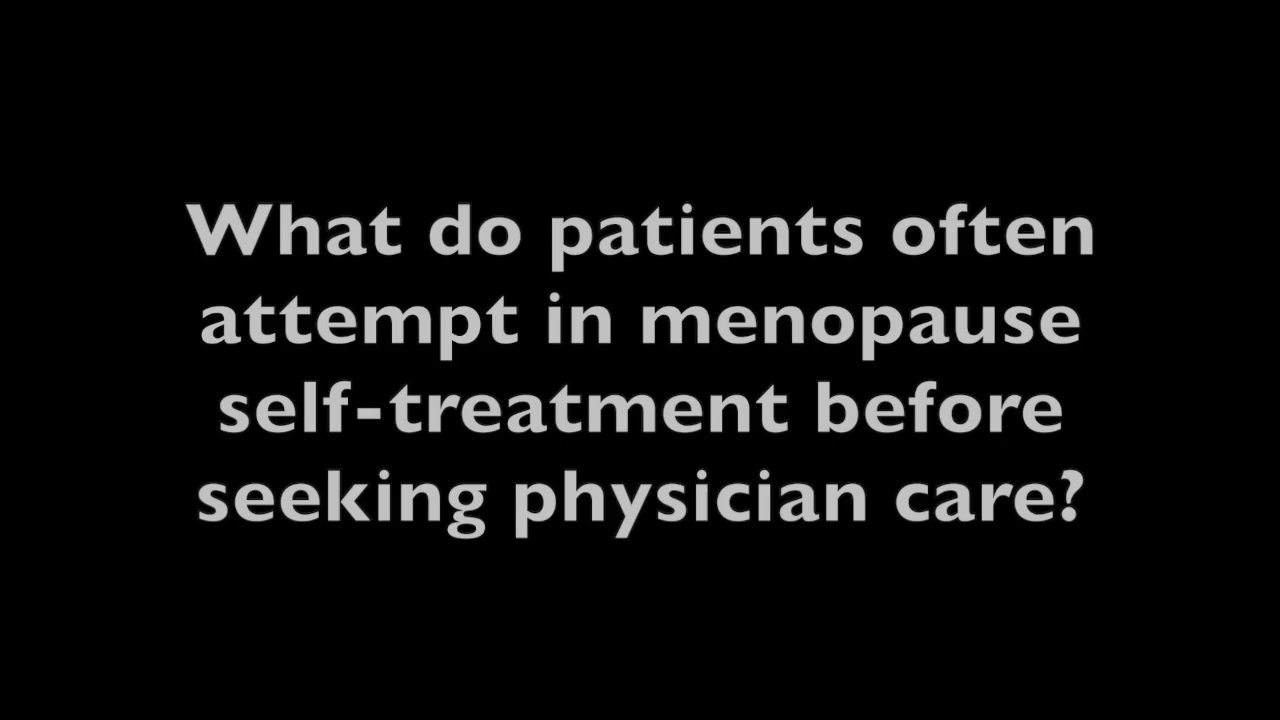 What do patients often
attempt in menopause
self-treatment before
seeking physician care?